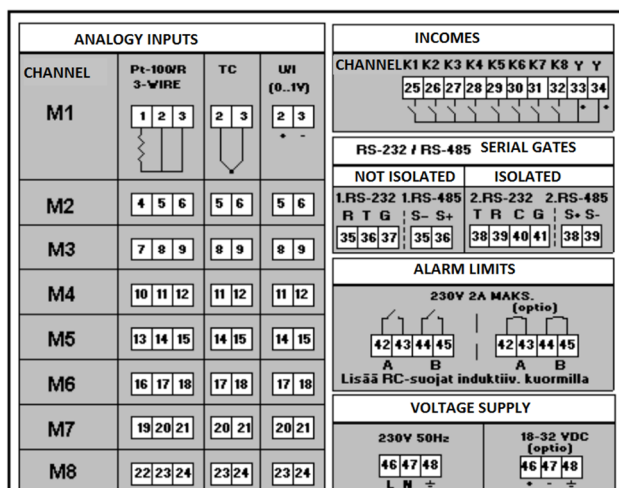 ANALOGY INPUTS
CHANNEL Pt-100/R 3-WIRE TC U/I (0..1V)
M1 1 2 3 2 3 2 3
+ -
M2 4 5 6 5 6 5 6
M3 7 8 9 8 9 8 9
M4 10 11 12 11 12 11 12
M5 13 14 15 14 15 14 15
M6 16 17 18 17 18 17 18
M7 19 20 21 20 21 20 21
M8 22 23 24 23 24 23 24
INCOMES
CHANNEL K1 K2 K3 K4 K5 K6 K7 K8 Y Y
25 26 27 28 29 30 31 32 33 34
RS-232 / RS-485 SERIAL GATES
NOT ISOLATED ISOLATED
1.RS-232 1.RS-485 2.RS-232 2.RS-485
R T G S- S+ T R C G S+ S-
35 36 37 35 36 38 39 40 41 38 39
ALARM LIMITS
230V 2A MAKS.
(optio)
42 43 44 45 42 43 44 45
A B A B
Lisää RC-suojat induktiiv. kuormilla
VOLTAGE SUPPLY
230V 50Hz 18-32 VDC
(optio)
46 47 48 46 47 48
L N + -